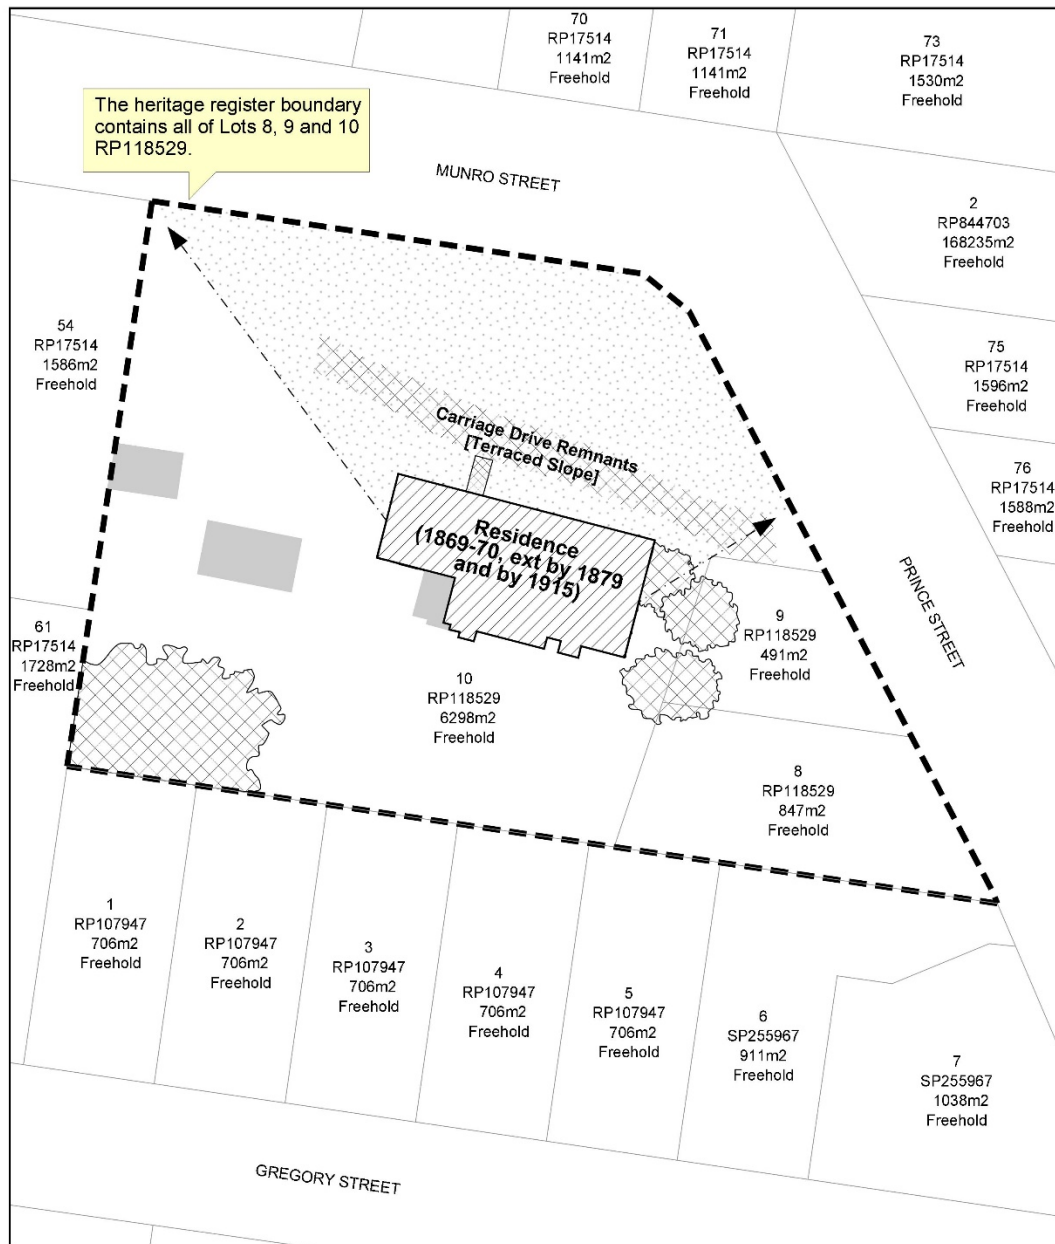 70
RP17514
1141m2
Freehold
71
RP17514
1141m2
Freehold
73
RP17514
1530m2
Freehold
The heritage register boundary
contains all of Lots 8, 9 and 10
RP118529.
MUNRO STREET
2
RP844703
168235m2
Freehold
54
RP17514
1586m2
Freehold
75
RP17514
1596m2
Freehold
Carriage Drive Remnants
[Terraced Slope]
76
RP17514
1588m2
Freehold
Residence
(1869-70, ext by 1879
and by 1915)
PRINCE STREET
61
RP17514
1728m2
Freehold
9
RP118529
491m2
Freehold
10
RP118529
6298m2
Freehold
8
RP118529
847m2
Freehold
1
RP107947
706m2
Freehold
2
RP107947
706m2
Freehold
3
RP107947
706m2
Freehold
4
RP107947
706m2
Freehold
5
RP107947
706m2
Freehold
6
SP255967
911m2
Freehold
7
SP255967
1038m2
Freehold
GREGORY STREET